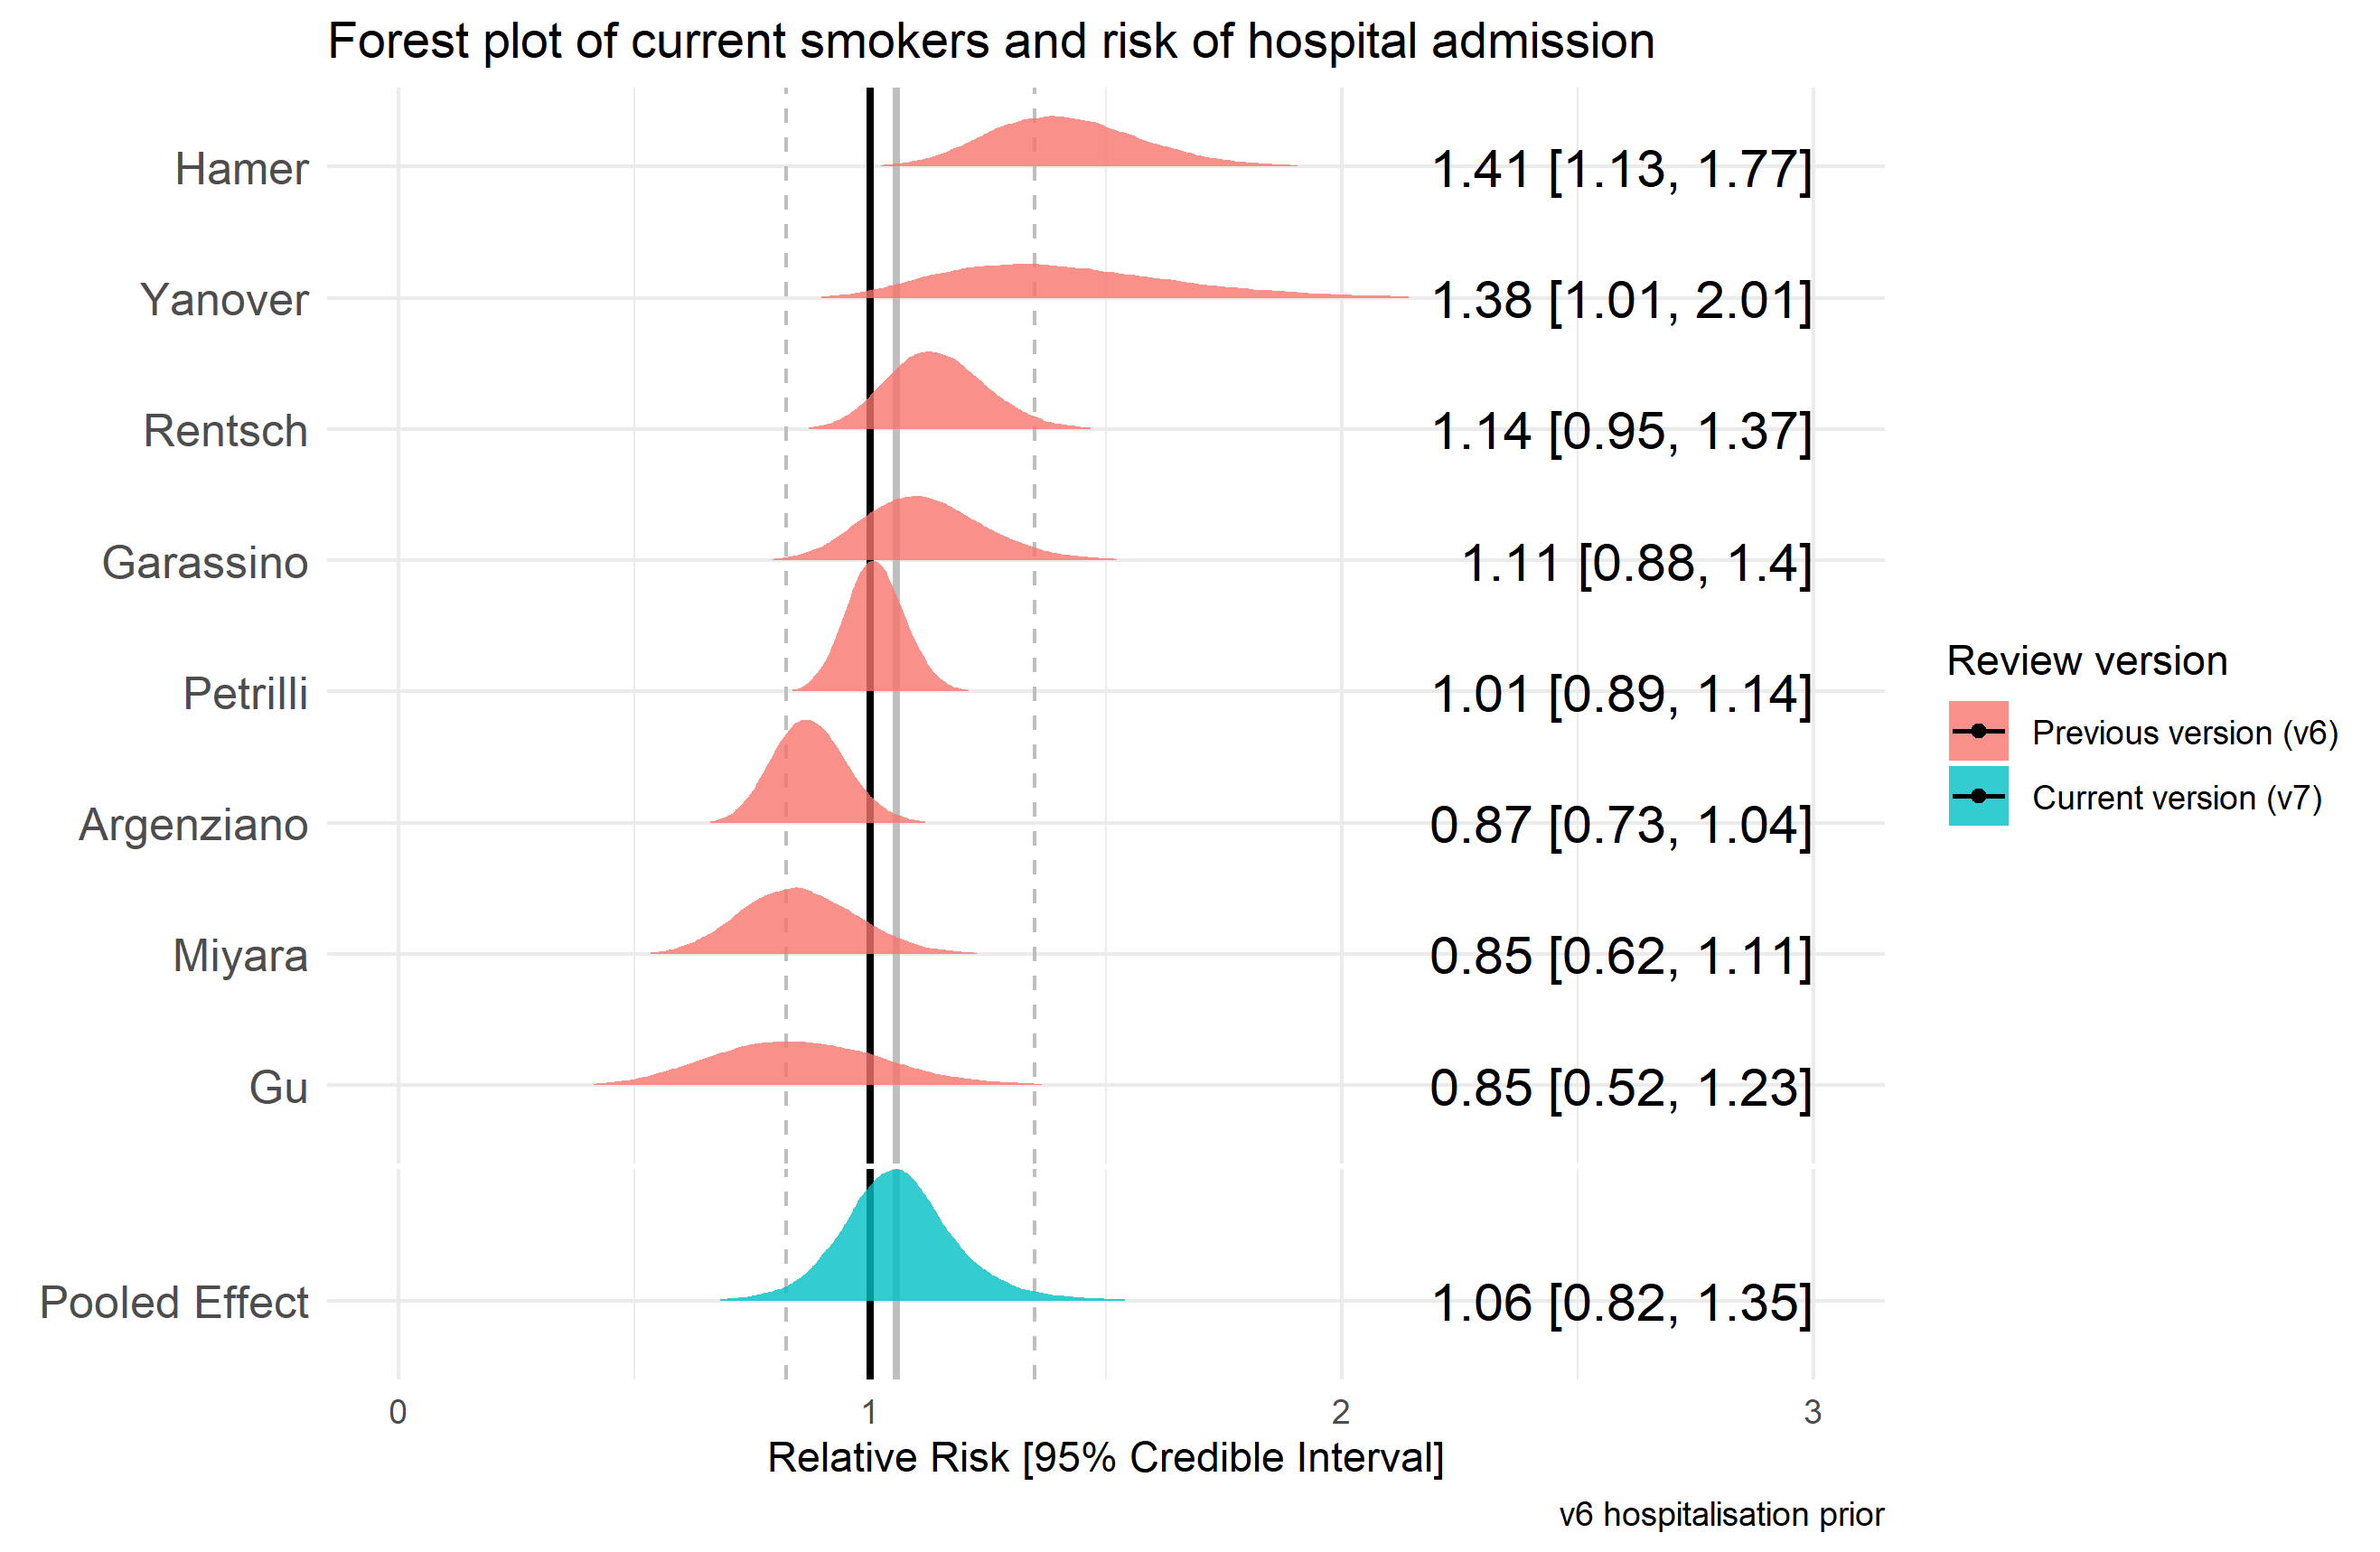 Forest plot of current smokers and risk of hospital admission
Hamer 1.41 [1.13, 1.77]
Yanover 1.38 [1.01, 2.01]
Rentsch 1.14 [0.95, 1.37]
Garassino 1.11 [0.88, 1.4]
Petrilli 1.01 [0.89, 1.14]
Argenziano 0.87 [0.73, 1.04]
Miyara 0.85 [0.62, 1.11]
Gu 0.85 [0.52, 1.23]
Pooled Effect 1.06 [0.82, 1.35]
0 1 2 3
Relative Risk [95% Credible Interval]
v6 hospitalisation prior
Review version
Previous version (v6)
Current version (v7)